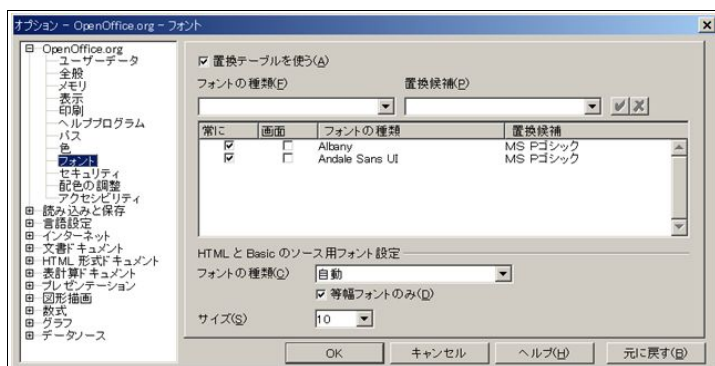 オプション - OpenOffice.org - フォント
OpenOffice.org
ユーザーデータ
全般
メモリ
表示
印刷
ヘルププログラム
パス
色
フォント
セキュリティ
配色の調整
アクセシビリティ
読み込みと保存
言語設定
インターネット
文書ドキュメント
HTML 形式ドキュメント
表計算ドキュメント
プレゼンテーション
図形描画
数式
グラフ
データソース
置換テーブルを使う(A)
フォントの種類(F) 置換候補(P)
常に 画面 フォントの種類 置換候補
Albany MS Pゴシック
Andale Sans UI MS Pゴシック
HTML と Basic のソース用フォント設定
フォントの種類(C) 自動
等幅フォントのみ(D)
サイズ(S) 10
OK キャンセル ヘルプ(H) 元に戻す(B)